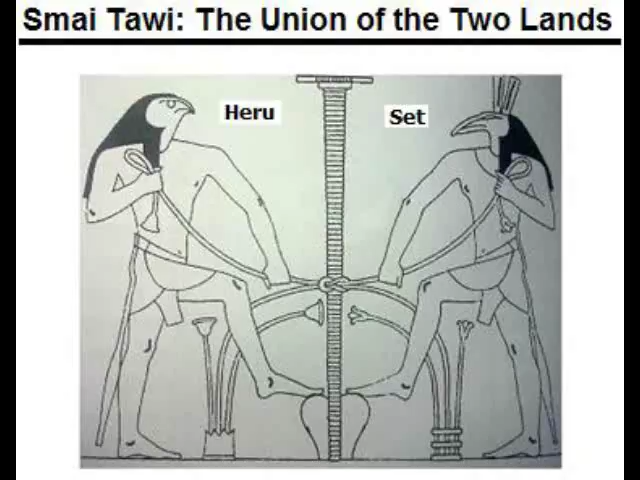 Smai Tawi: The Union of the Two Lands
Heru
Set